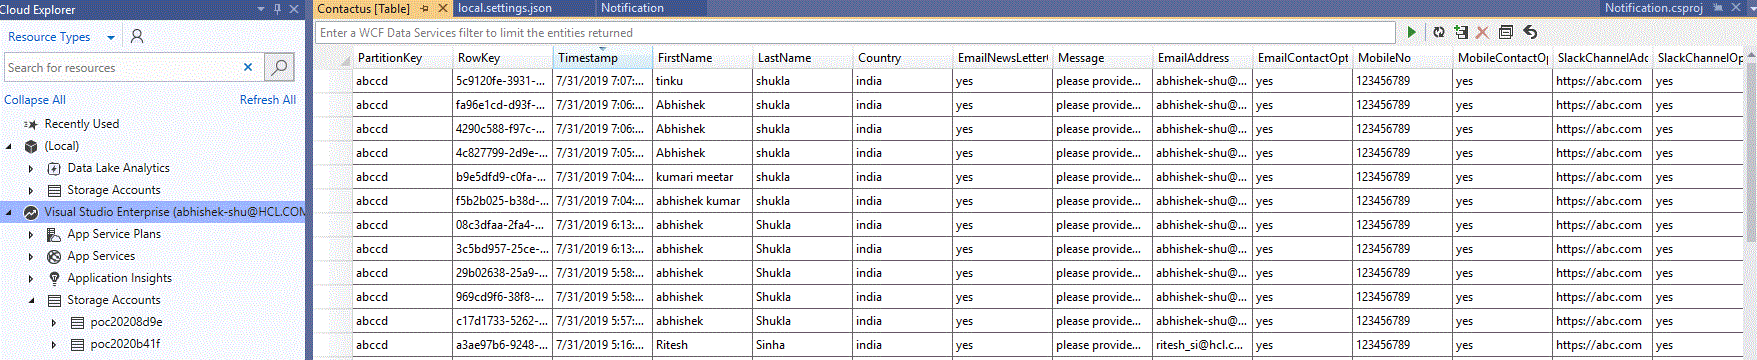 Cloud Explorer
Resource Types
Search for resources
Collapse All Refresh All
Recently Used
(Local)
Data Lake Analytics
Storage Accounts
Visual Studio Enterprise (abhishek-shu@HCL.COM
App Service Plans
App Services
Application Insights
Storage Accounts
poc20208d9e
poc2020b41f
Contactus [Table] local.settings.json Notification Notification.csproj
Enter a WCF Data Services filter to limit the entities returned
PartitionKey RowKey Timestamp FirstName LastName Country EmailNewsLetter Message EmailAddress EmailContactOpt MobileNo MobileContactOp SlackChannelAdd SlackChannelOp
abccd 5c9120fe-3931-... 7/31/2019 7:07:... tinku shukla india yes please provide... abhishek-shu@... yes 123456789 yes https://abc.com yes
abccd fa96e1cd-d93f-... 7/31/2019 7:06:... Abhishek shukla india yes please provide... abhishek-shu@... yes 123456789 yes https://abc.com yes
abccd 4290c588-f97c-... 7/31/2019 7:06:... Abhishek shukla india yes please provide... abhishek-shu@... yes 123456789 yes https://abc.com yes
abccd 4c827799-2d9e-... 7/31/2019 7:05:... Abhishek shukla india yes please provide... abhishek-shu@... yes 123456789 yes https://abc.com yes
abccd b9e5dfd9-c0fa-... 7/31/2019 7:04:... kumari meetar shukla india yes please provide... abhishek-shu@... yes 123456789 yes https://abc.com yes
abccd f5b2b025-b38d-... 7/31/2019 7:04:... abhishek kumar shukla india yes please provide... abhishek-shu@... yes 123456789 yes https://abc.com yes
abccd 08c3dfaa-2fa4-... 7/31/2019 6:13:... abhishek Shukla india yes please provide... abhishek-shu@... yes 123456789 yes https://abc.com yes
abccd 3c5bd957-25ce-... 7/31/2019 6:13:... abhishek Shukla india yes please provide... abhishek-shu@... yes 123456789 yes https://abc.com yes
abccd 29b02638-25a9-... 7/31/2019 5:58:... abhishek Shukla india yes please provide... abhishek-shu@... yes 123456789 yes https://abc.com yes
abccd 969cd9f6-38f8-... 7/31/2019 5:58:... abhishek Shukla india yes please provide... abhishek-shu@... yes 123456789 yes https://abc.com yes
abccd c17d1733-5262-... 7/31/2019 5:57:... abhishek Shukla india yes please provide... abhishek-shu@... yes 123456789 yes https://abc.com yes
abccd a3ae97b6-9248-... 7/31/2019 5:16:... Ritesh Sinha india yes please provide... ritesh_si@hcl.c... yes 123456789 yes https://abc.com yes